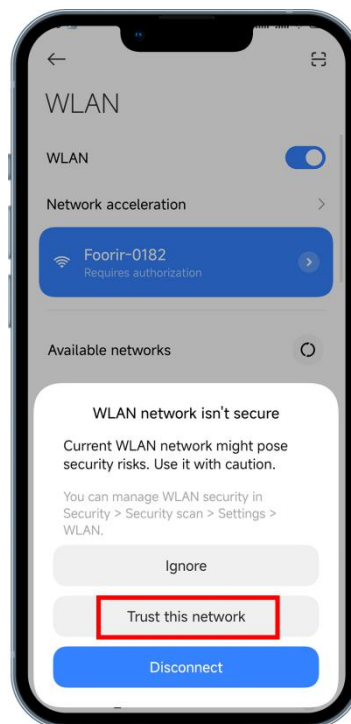 WLAN
WLAN
Network acceleration
Foorir-0182
Requires authorization
Available networks
WLAN network isn't secure
Current WLAN network might pose
security risks. Use it with caution.
You can manage WLAN security in
Security > Security scan > Settings >
WLAN.
Ignore
Trust this network
Disconnect